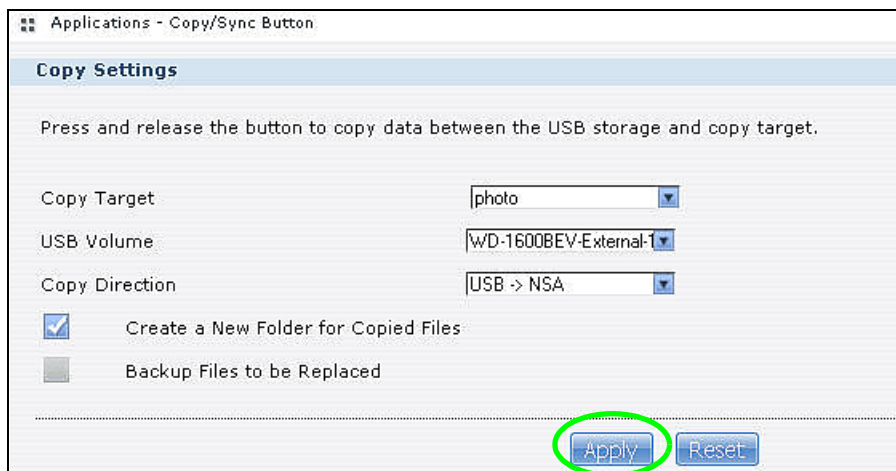 Applications - Copy/Sync Button
Copy Settings
Press and release the button to copy data between the USB storage and copy target.
Copy Target photo
USB Volume WD-1600BEV-External-1
Copy Direction USB -> NSA
Create a New Folder for Copied Files
Backup Files to be Replaced
Apply Reset